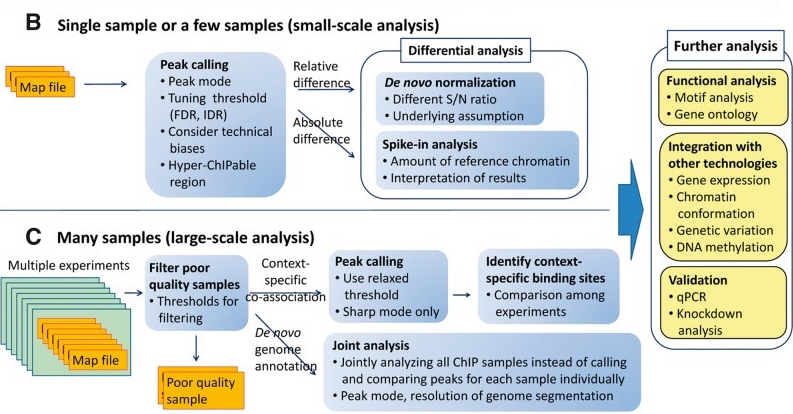 B Single sample or a few samples (small-scale analysis)
Map file
Peak calling
• Peak mode
• Tuning threshold
(FDR, IDR)
• Consider technical
biases
• Hyper-ChIPable
region
Relative
difference
Absolute
difference
Differential analysis
De novo normalization
• Different S/N ratio
• Underlying assumption
Spike-in analysis
• Amount of reference chromatin
• Interpretation of results
C Many samples (large-scale analysis)
Multiple experiments
Map file
Filter poor
quality samples
• Thresholds for
filtering
Poor quality
sample
Context-
specific
co-association
De novo
genome
annotation
Peak calling
• Use relaxed
threshold
• Sharp mode only
Identify context-
specific binding sites
• Comparison among
experiments
Joint analysis
• Jointly analyzing all ChIP samples instead of calling
and comparing peaks for each sample individually
• Peak mode, resolution of genome segmentation
Further analysis
Functional analysis
• Motif analysis
• Gene ontology
Integration with
other technologies
• Gene expression
• Chromatin
conformation
• Genetic variation
• DNA methylation
Validation
• qPCR
• Knockdown
analysis